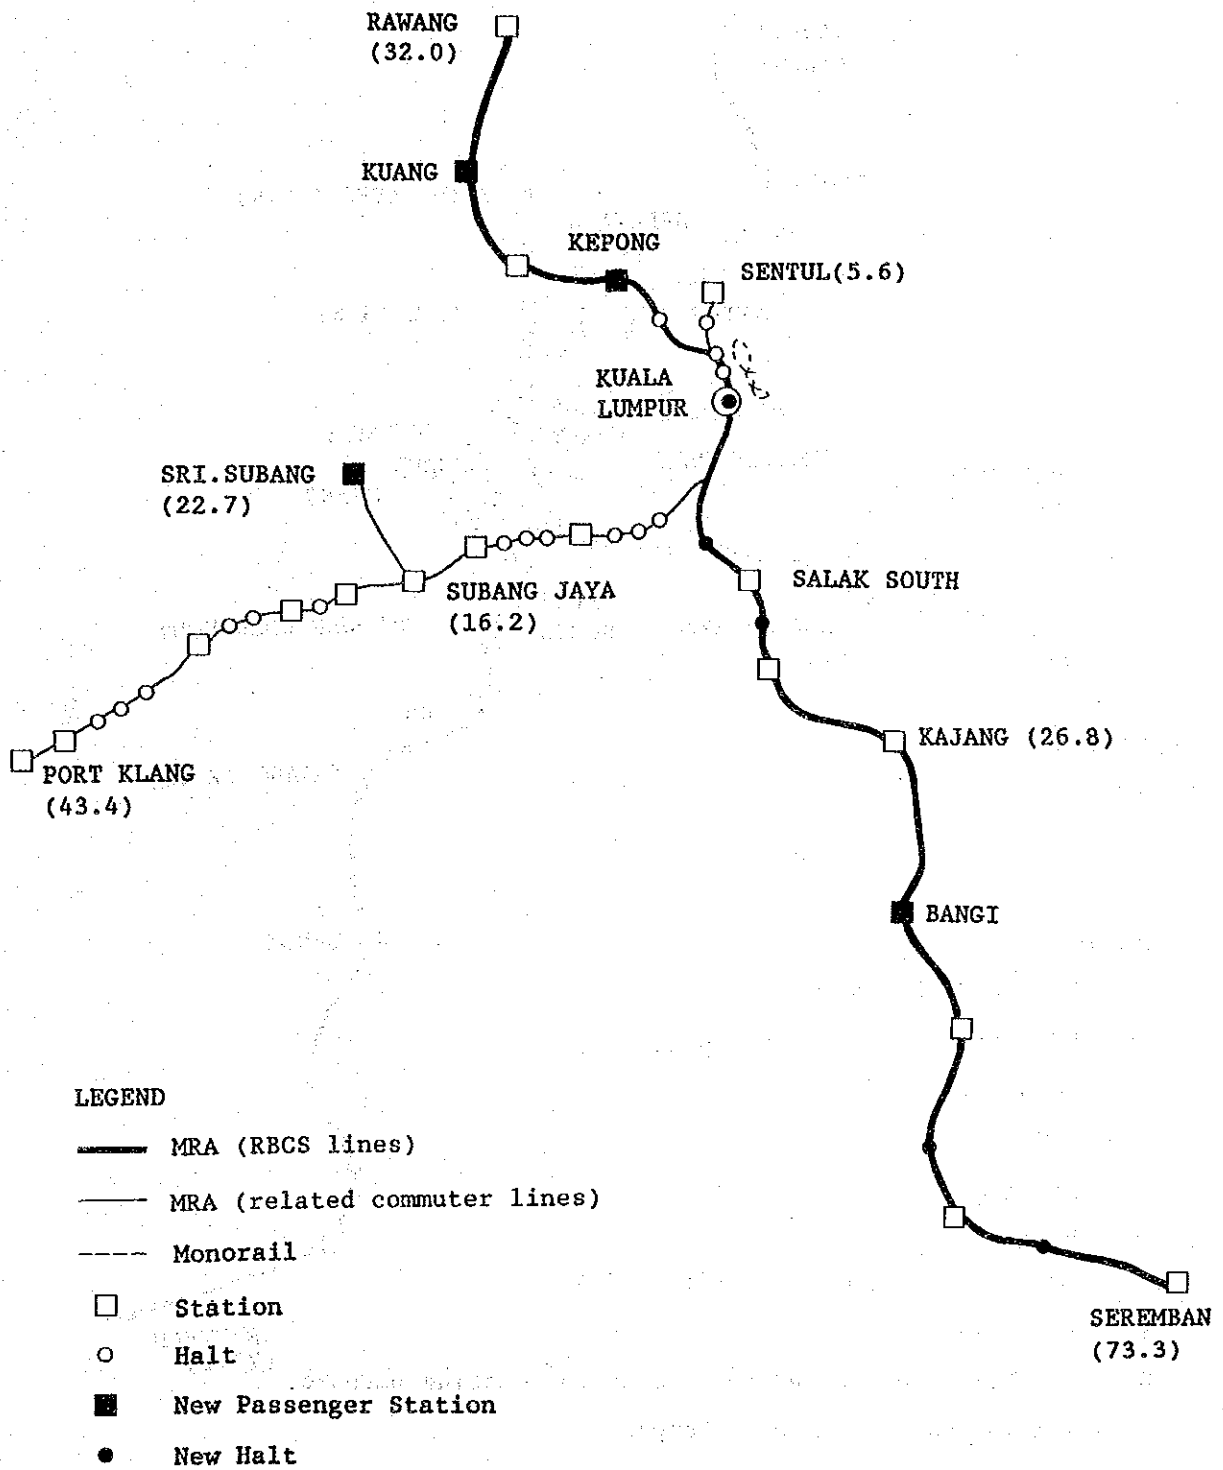 RAWANG
(32.0)
KUANG
KEPONG
SENTUL(5.6)
KUALA
LUMPUR
SRI.SUBANG
(22.7)
SUBANG JAYA
(16.2)
SALAK SOUTH
KAJANG (26.8)
PORT KLANG
(43.4)
BANGI
LEGEND
MRA (RBCS lines)
MRA (related commuter lines)
Monorail
Station
Halt
New Passenger Station
New Halt
SEREMBAN
(73.3)